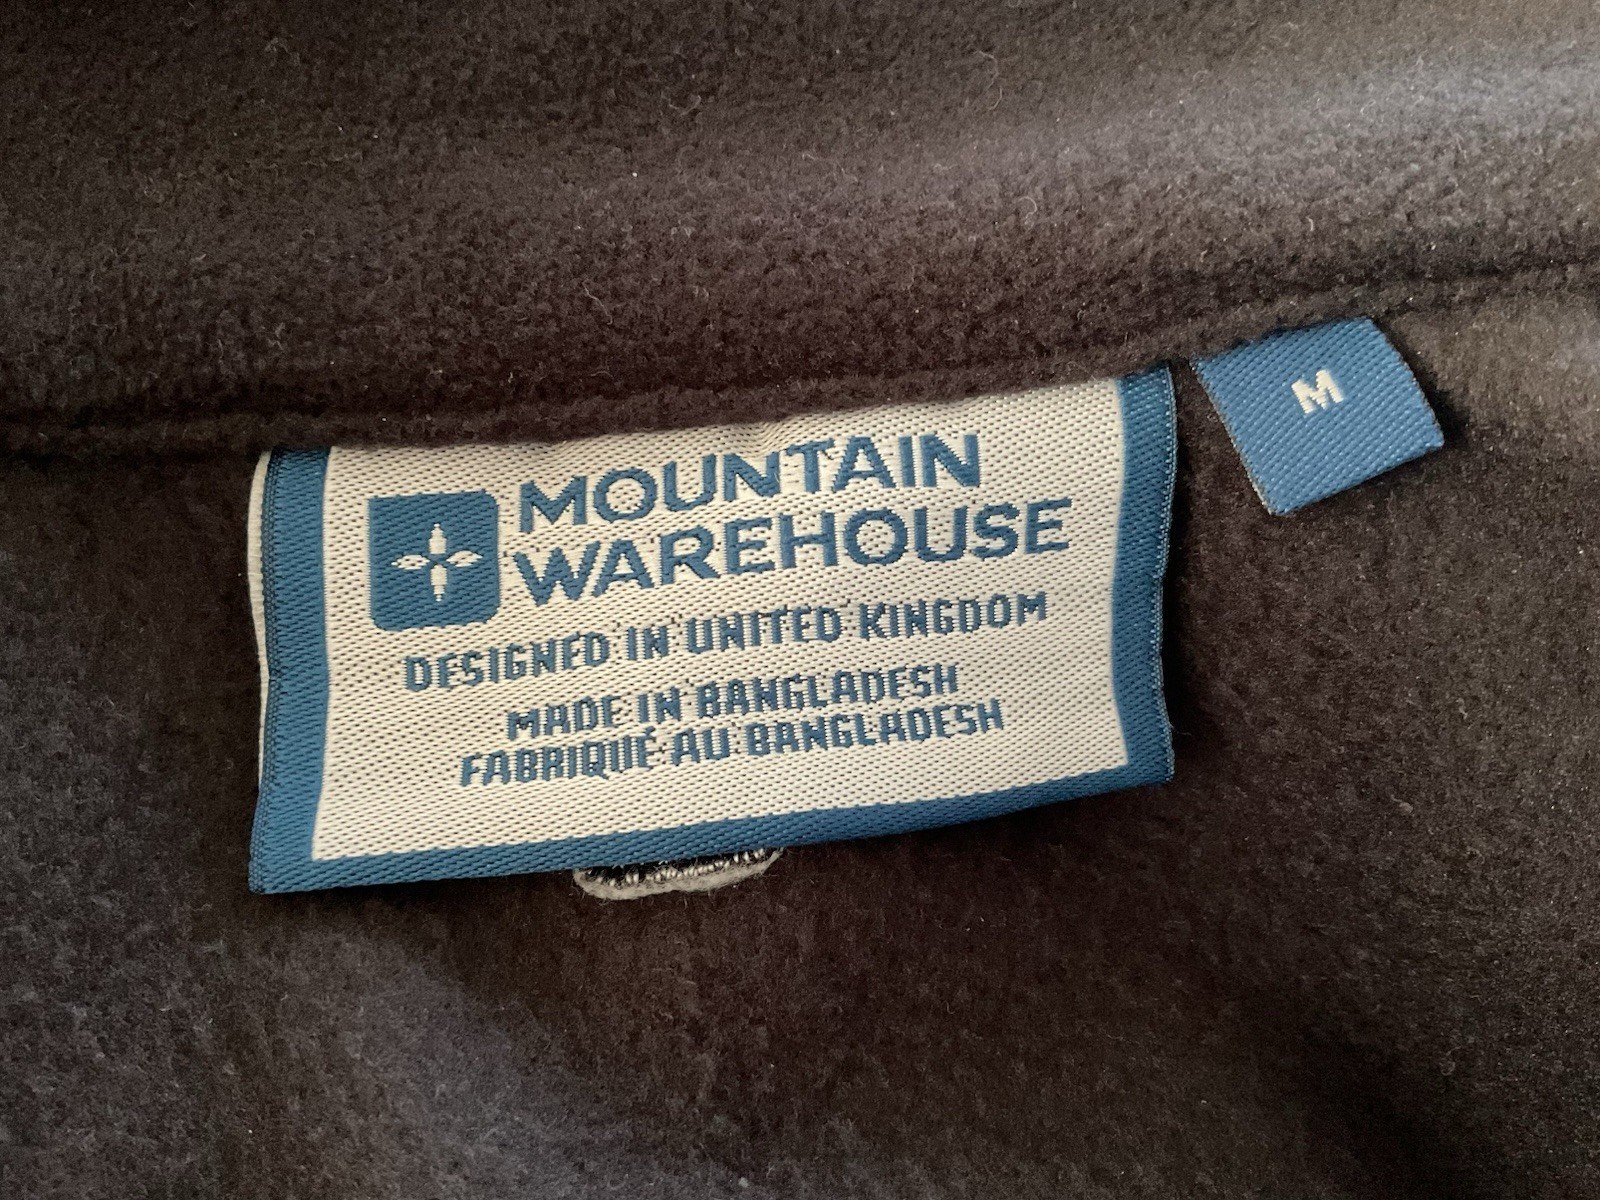 MOUNTAIN
WAREHOUSE
DESIGNED IN UNITED KINGDOM
MADE IN BANGLADESH
FABRIQUÉ AU BANGLADESH
M